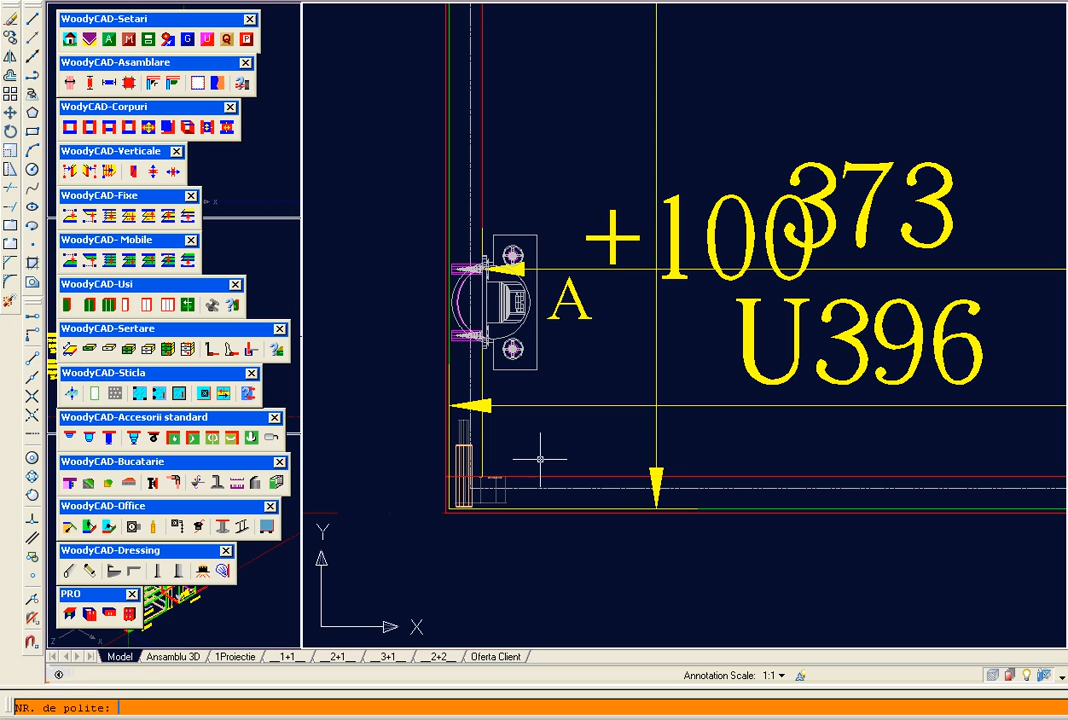 WoodyCAD-Setari
A M G U Q P
WoodyCAD-Asamblare
WodyCAD-Corpuri
WoodyCAD-Verticale
WoodyCAD-Fixe
WoodyCAD- Mobile
WoodyCAD-Usi
WoodyCAD-Sertare
WoodyCAD-Sticla
WoodyCAD-Accesorii standard
WoodyCAD-Bucatarie
WoodyCAD-Office
WoodyCAD-Dressing
PRO
373
+100
A
U396
Y
X
Z
X
X
Model Ansamblu 3D 1Proiectie __1+1__ __2+1__ __3+1__ __2+2__ Oferta Client
Annotation Scale: 1:1
NR. de polite: